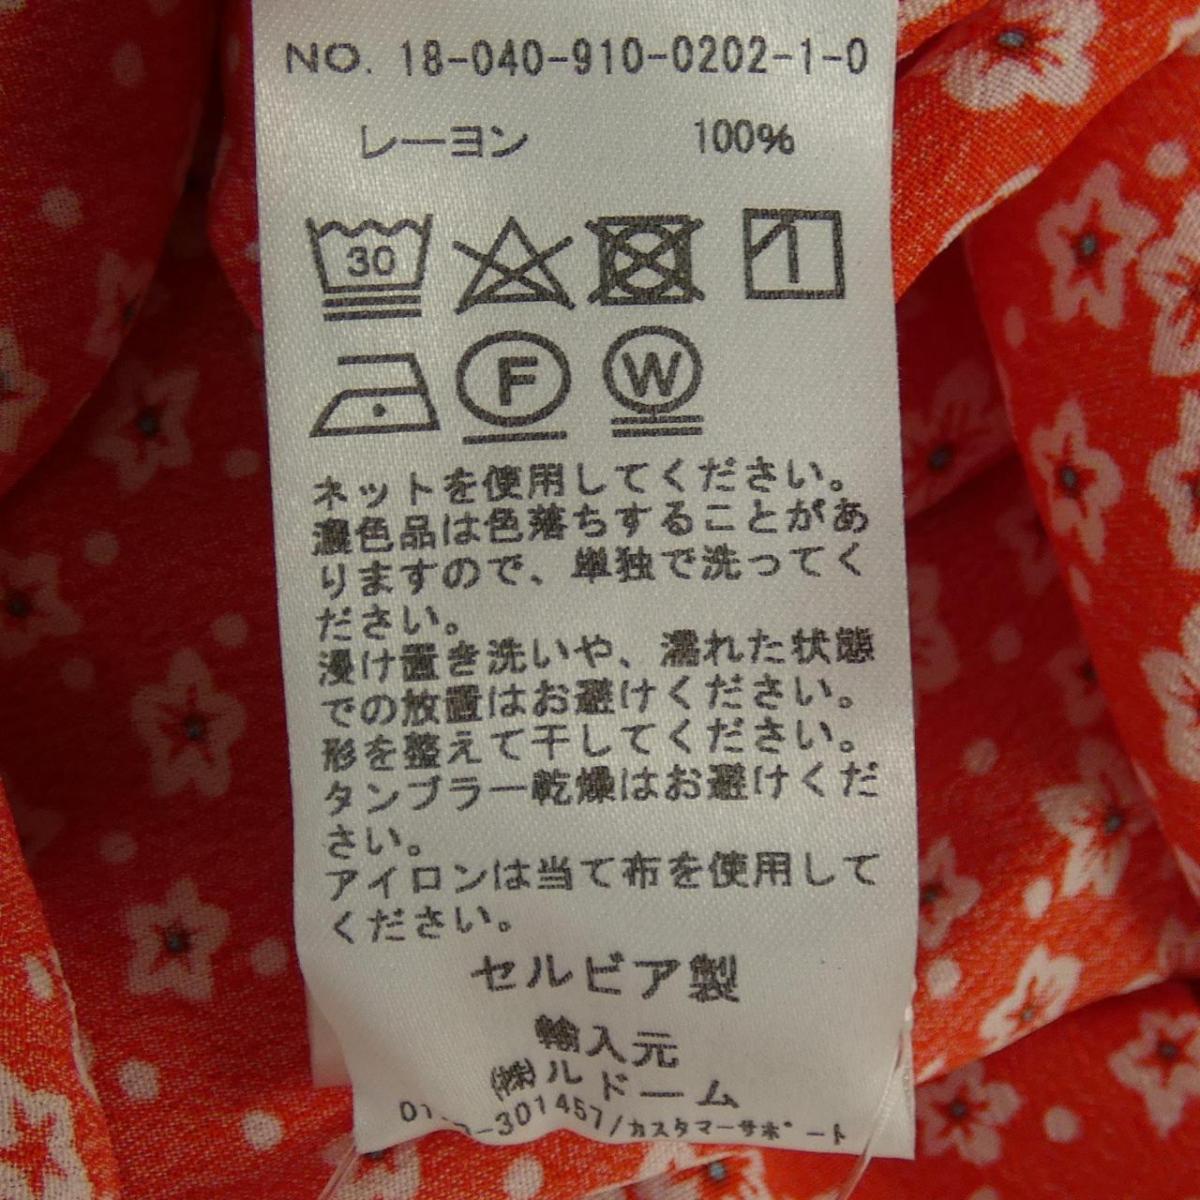 NO. 18-040-910-0202-1-0
レーヨン 100%
30
F W
ネットを使用してください。
濃色品は色落ちすることがあ
りますので、単独で洗ってく
ださい。
浸け置き洗いや、濡れた状態
での放置はお避けください。
形を整えて干してください。
タンブラー乾燥はお避けくだ
さい。
アイロンは当て布を使用して
ください。
セルビア製
輸入元
(株)ルドーム
-301457/カスタマーサポート